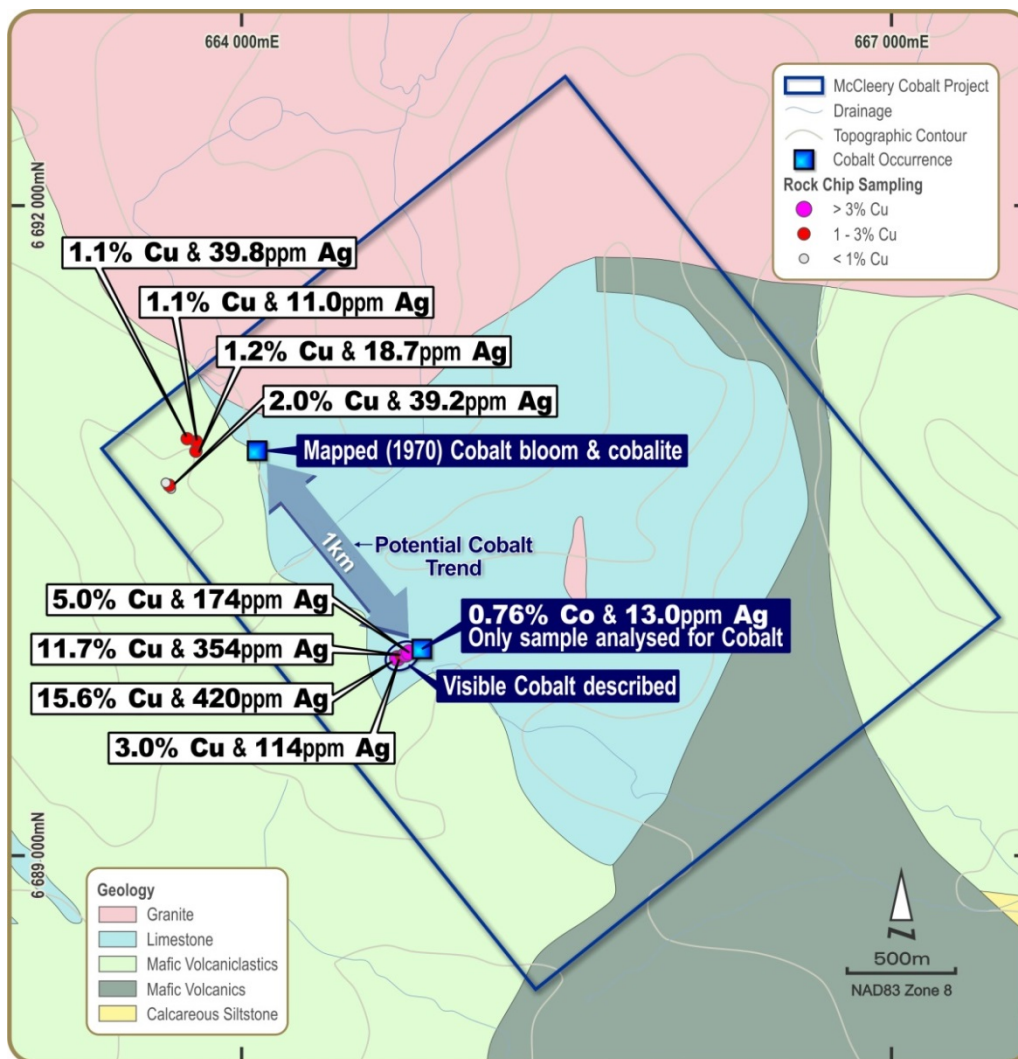 664 000mE
667 000mE
6 692 000mN
6 689 000mN
McCleery Cobalt Project
Drainage
Topographic Contour
Cobalt Occurrence
Rock Chip Sampling
> 3% Cu
1 - 3% Cu
< 1% Cu
1.1% Cu & 39.8ppm Ag
1.1% Cu & 11.0ppm Ag
1.2% Cu & 18.7ppm Ag
2.0% Cu & 39.2ppm Ag
Mapped (1970) Cobalt bloom & cobalite
1km
Potential Cobalt
Trend
5.0% Cu & 174ppm Ag
11.7% Cu & 354ppm Ag
15.6% Cu & 420ppm Ag
3.0% Cu & 114ppm Ag
0.76% Co & 13.0ppm Ag
Only sample analysed for Cobalt
Visible Cobalt described
Geology
Granite
Limestone
Mafic Volcaniclastics
Mafic Volcanics
Calcareous Siltstone
N
500m
NAD83 Zone 8